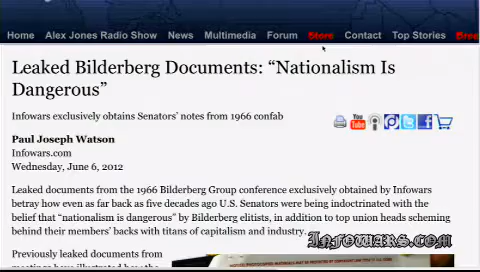 Home Alex Jones Radio Show News Multimedia Forum Store Contact Top Stories
Leaked Bilderberg Documents: “Nationalism Is
Dangerous”
Infowars exclusively obtains Senators’ notes from 1966 confab
You
Tube
Paul Joseph Watson
Infowars.com
Wednesday, June 6, 2012
Leaked documents from the 1966 Bilderberg Group conference exclusively obtained by Infowars
betray how even as far back as five decades ago U.S. Senators were being indoctrinated with the
belief that “nationalism is dangerous” by Bilderberg elitists, in addition to top union heads scheming
behind their members’ backs with titans of capitalism and industry.
INFOWARS.COM
Previously leaked documents from